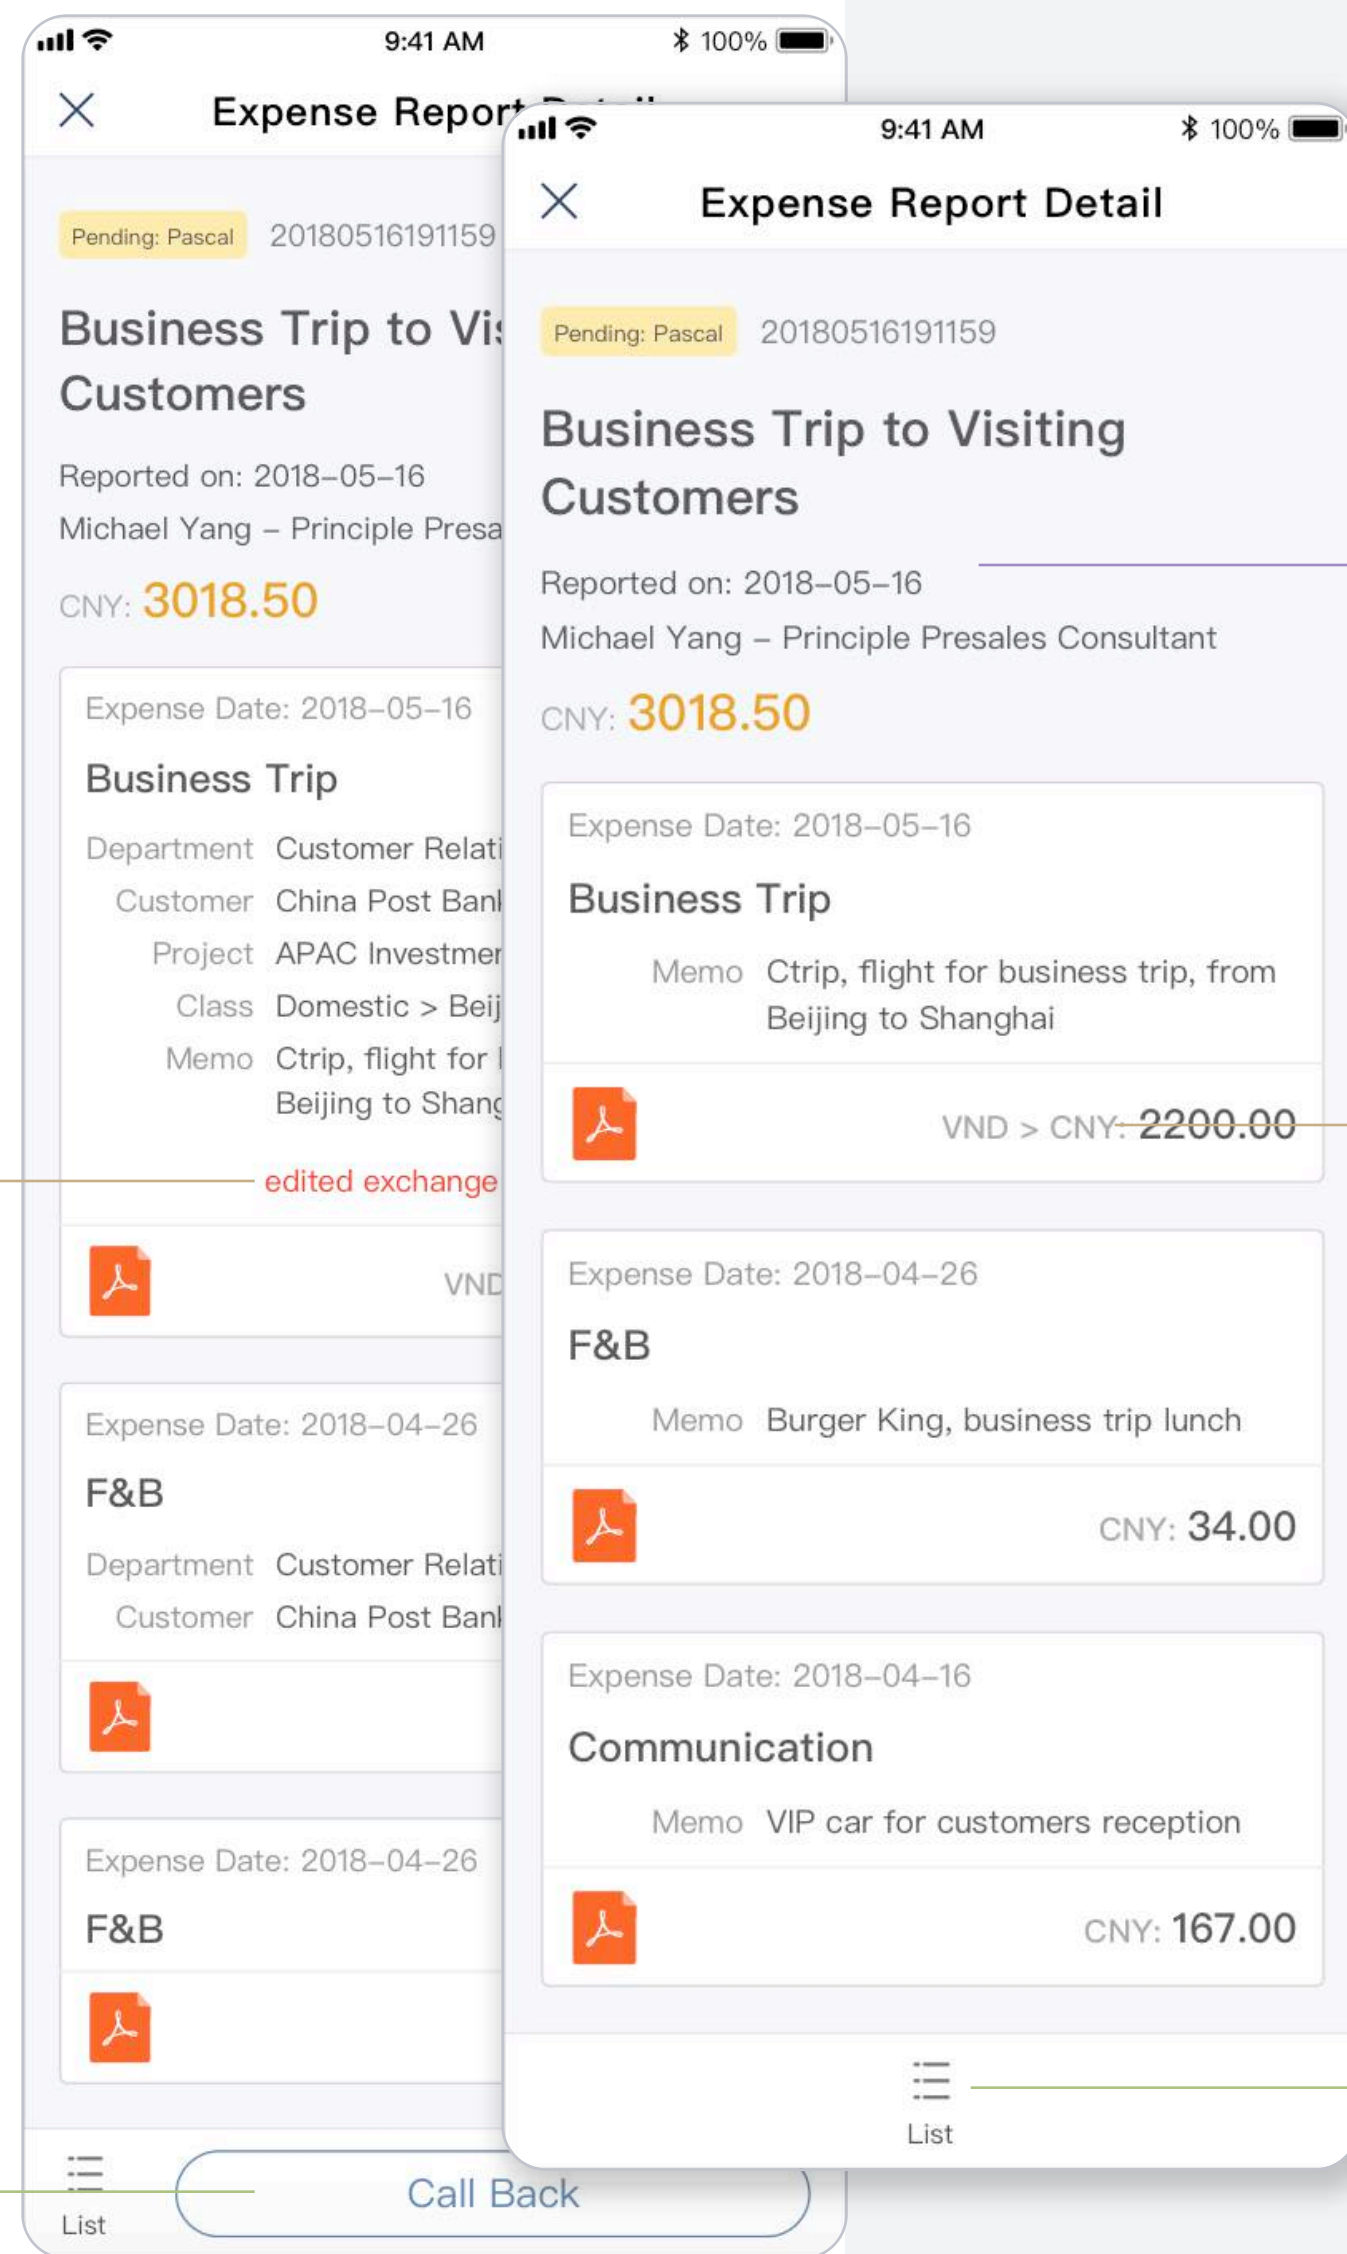 9:41 AM
100%
Expense Report
Pending: Pascal
20180516191159
Business Trip to
Customers
Reported on: 2018-05-16
Michael Yang – Principle
CNY: 3018.50
Expense Date: 2018-05-16
Business Trip
Department Customer
Customer China Post
Project APAC
Class Domestic >
Memo Ctrip, flight for
Beijing to
edited exchange
VND
Expense Date: 2018-04-26
F&B
Department Customer
Customer China Post
Expense Date: 2018-04-26
F&B
List
Call Back
9:41 AM
100%
Expense Report Detail
Pending: Pascal
20180516191159
Business Trip to Visiting
Customers
Reported on: 2018-05-16
Michael Yang – Principle Presales Consultant
CNY: 3018.50
Expense Date: 2018-05-16
Business Trip
Memo Ctrip, flight for business trip, from
Beijing to Shanghai
VND > CNY: 2200.00
Expense Date: 2018-04-26
F&B
Memo Burger King, business trip lunch
CNY: 34.00
Expense Date: 2018-04-16
Communication
Memo VIP car for customers reception
CNY: 167.00
List